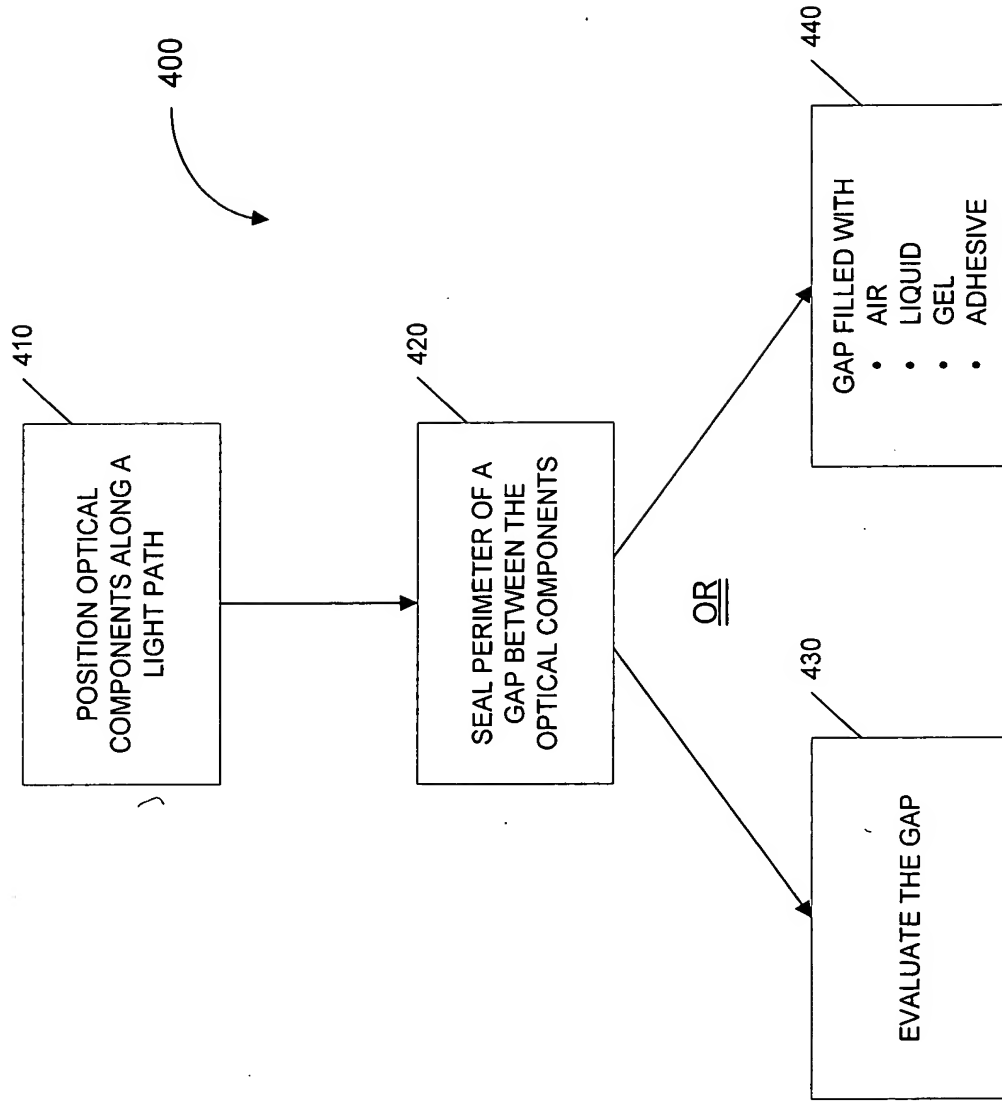 400
410
POSITION OPTICAL
COMPONENTS ALONG A
LIGHT PATH
420
SEAL PERIMETER OF A
GAP BETWEEN THE
OPTICAL COMPONENTS
OR
430
EVALUATE THE GAP
440
GAP FILLED WITH
• AIR
• LIQUID
• GEL
• ADHESIVE